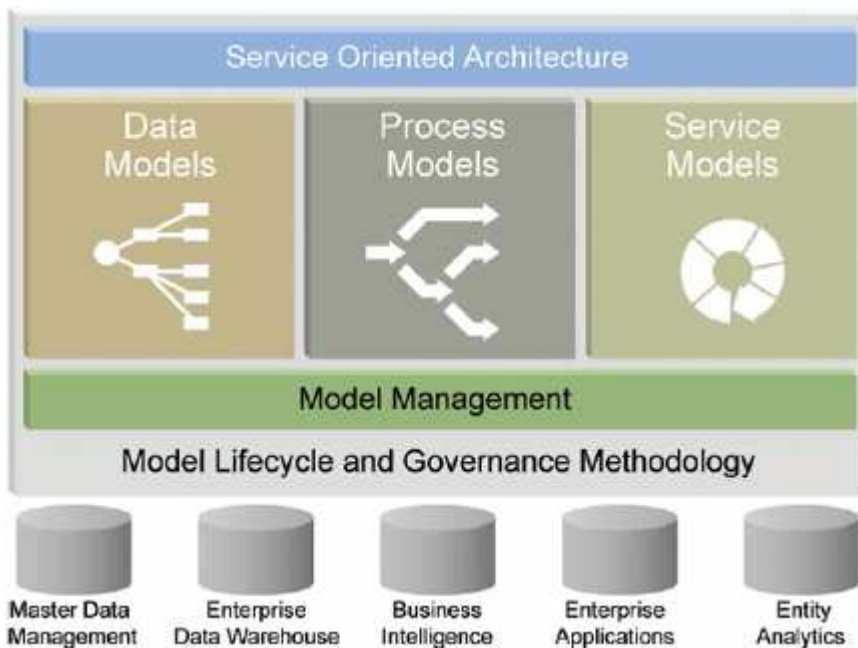 Service Oriented Architecture
Data
Models
Process
Models
Service
Models
Model Management
Model Lifecycle and Governance Methodology
Master Data
Management
Enterprise
Data Warehouse
Business
Intelligence
Enterprise
Applications
Entity
Analytics